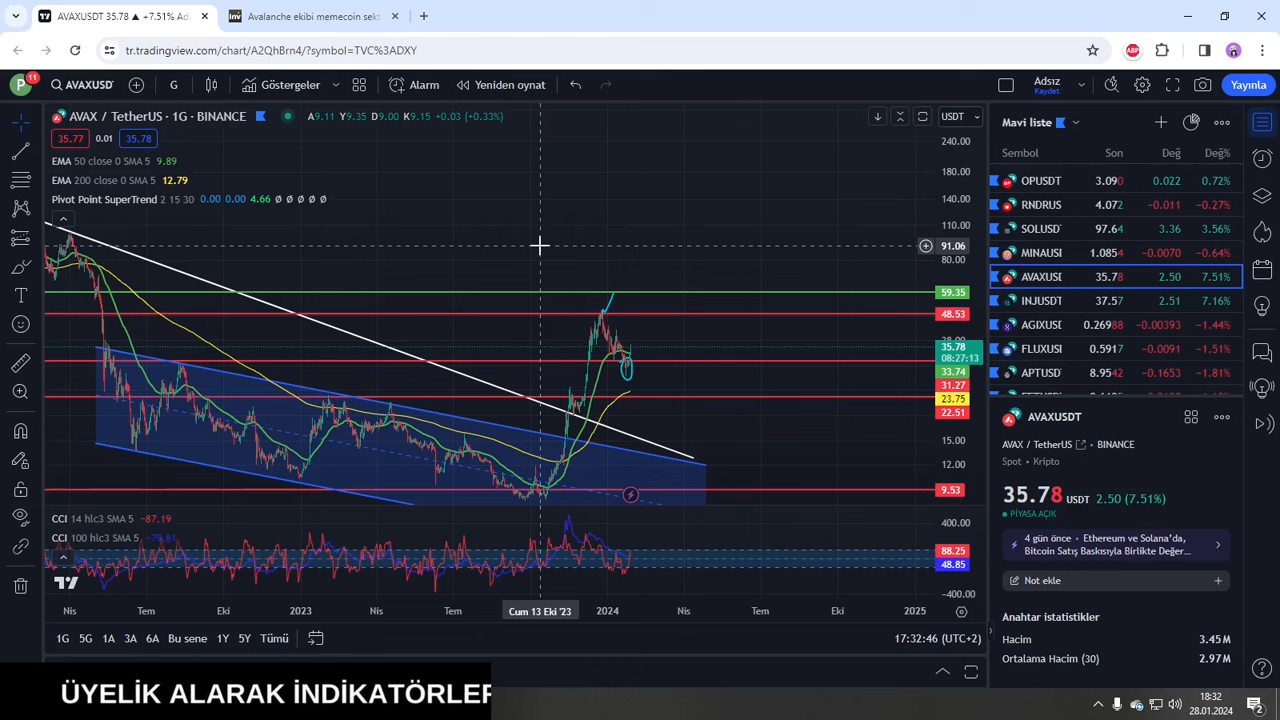 AVAXUSDT 35.78 ▲ +7.51% Ads
Avalanche ekibi memecoin sekt
tr.tradingview.com/chart/A2QhBrn4/?symbol=TVC%3ADXY
ABP
P 11
AVAXUSD
G
Göstergeler
Alarm
Yeniden oynat
Adsız
Kaydet
Yayınla
AVAX / TetherUS · 1G · BINANCE
A9.11 Y9.35 D9.00 K9.15 +0.03 (+0.33%)
USDT
35.77 0.01 35.78
EMA 50 close 0 SMA 5 9.89
EMA 200 close 0 SMA 5 12.79
Pivot Point SuperTrend 2 15 30 0.00 0.00 4.66 Ø Ø Ø Ø Ø
240.00
180.00
140.00
110.00
91.06
80.00
59.35
48.53
35.78
08:27:13
33.74
31.27
23.75
22.51
15.00
12.00
9.53
CCI 14 hlc3 SMA 5 −87.19
CCI 100 hlc3 SMA 5 −75.81
400.00
88.25
48.85
−400.00
Nis Tem Eki 2023 Nis Tem Cum 13 Eki '23 2024 Nis Tem Eki 2025
1G 5G 1A 3A 6A Bu sene 1Y 5Y Tümü
17:32:46 (UTC+2)
Mavi liste
Sembol Son Değ Değ%
OPUSDT 3.090 0.022 0.72%
RNDRUS 4.072 −0.011 −0.27%
SOLUSD 97.64 3.36 3.56%
MINAUSI 1.0854 −0.0070 −0.64%
AVAXUSI 35.78 2.50 7.51%
INJUSDT 37.57 2.51 7.16%
AGIXUSI 0.26988 −0.00393 −1.44%
FLUXUSI 0.5917 −0.0091 −1.51%
APTUSD 8.9542 −0.1653 −1.81%
AVAXUSDT
AVAX / TetherUS BINANCE
Spot • Kripto
35.78 USDT 2.50 (7.51%)
PİYASA AÇIK
4 gün önce • Ethereum ve Solana'da,
Bitcoin Satış Baskısıyla Birlikte Değer...
Not ekle
Anahtar istatistikler
Hacim 3.45 M
Ortalama Hacim (30) 2.97 M
ÜYELİK ALARAK İNDİKATÖRLER
18:32
28.01.2024